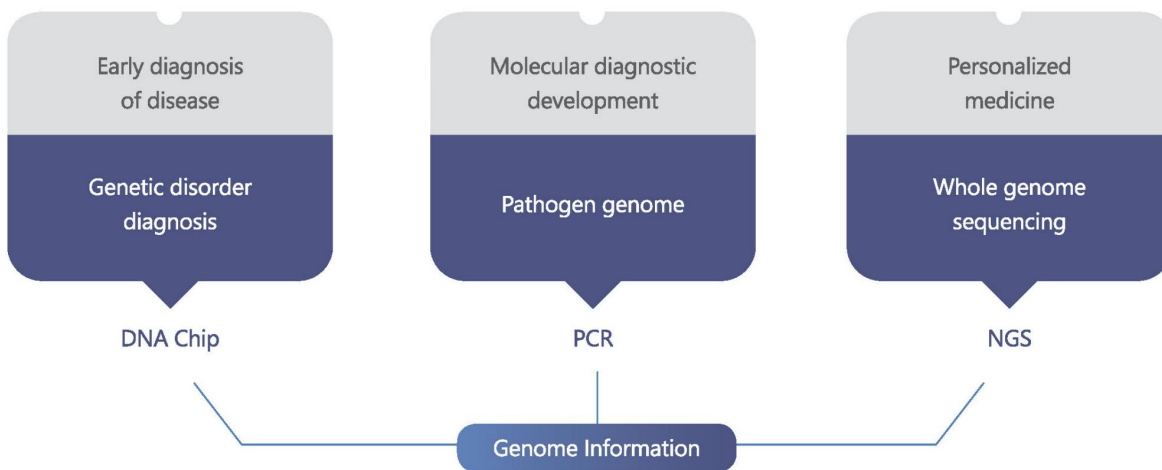 Early diagnosis
of disease
Genetic disorder
diagnosis
DNA Chip
Molecular diagnostic
development
Pathogen genome
PCR
Personalized
medicine
Whole genome
sequencing
NGS
Genome Information